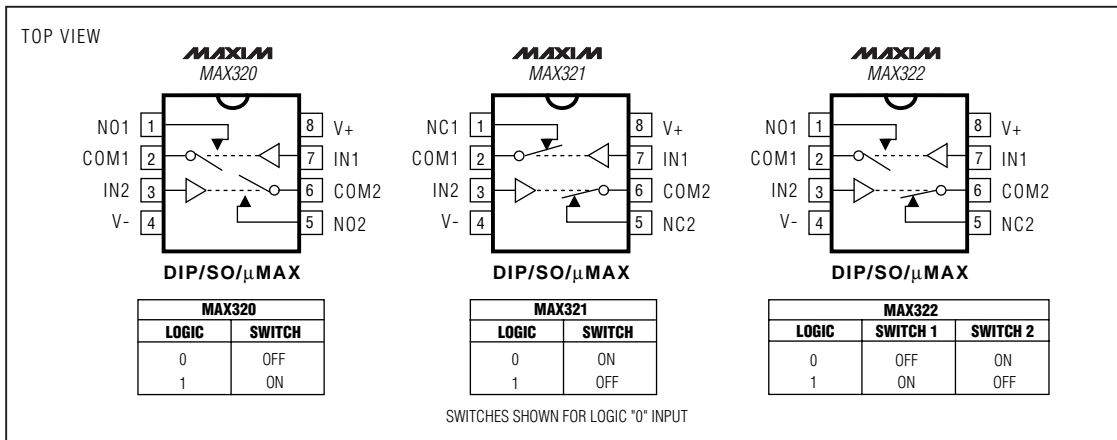 TOP VIEW
MAXIM
MAX320
NO1 1
COM1 2
IN2 3
V- 4
8 V+
7 IN1
6 COM2
5 NO2
DIP/SO/μMAX
MAX320
LOGIC SWITCH
0 OFF
1 ON
MAXIM
MAX321
NC1 1
COM1 2
IN2 3
V- 4
8 V+
7 IN1
6 COM2
5 NC2
DIP/SO/μMAX
MAX321
LOGIC SWITCH
0 ON
1 OFF
MAXIM
MAX322
NO1 1
COM1 2
IN2 3
V- 4
8 V+
7 IN1
6 COM2
5 NC2
DIP/SO/μMAX
MAX322
LOGIC SWITCH 1 SWITCH 2
0 OFF ON
1 ON OFF
SWITCHES SHOWN FOR LOGIC "0" INPUT